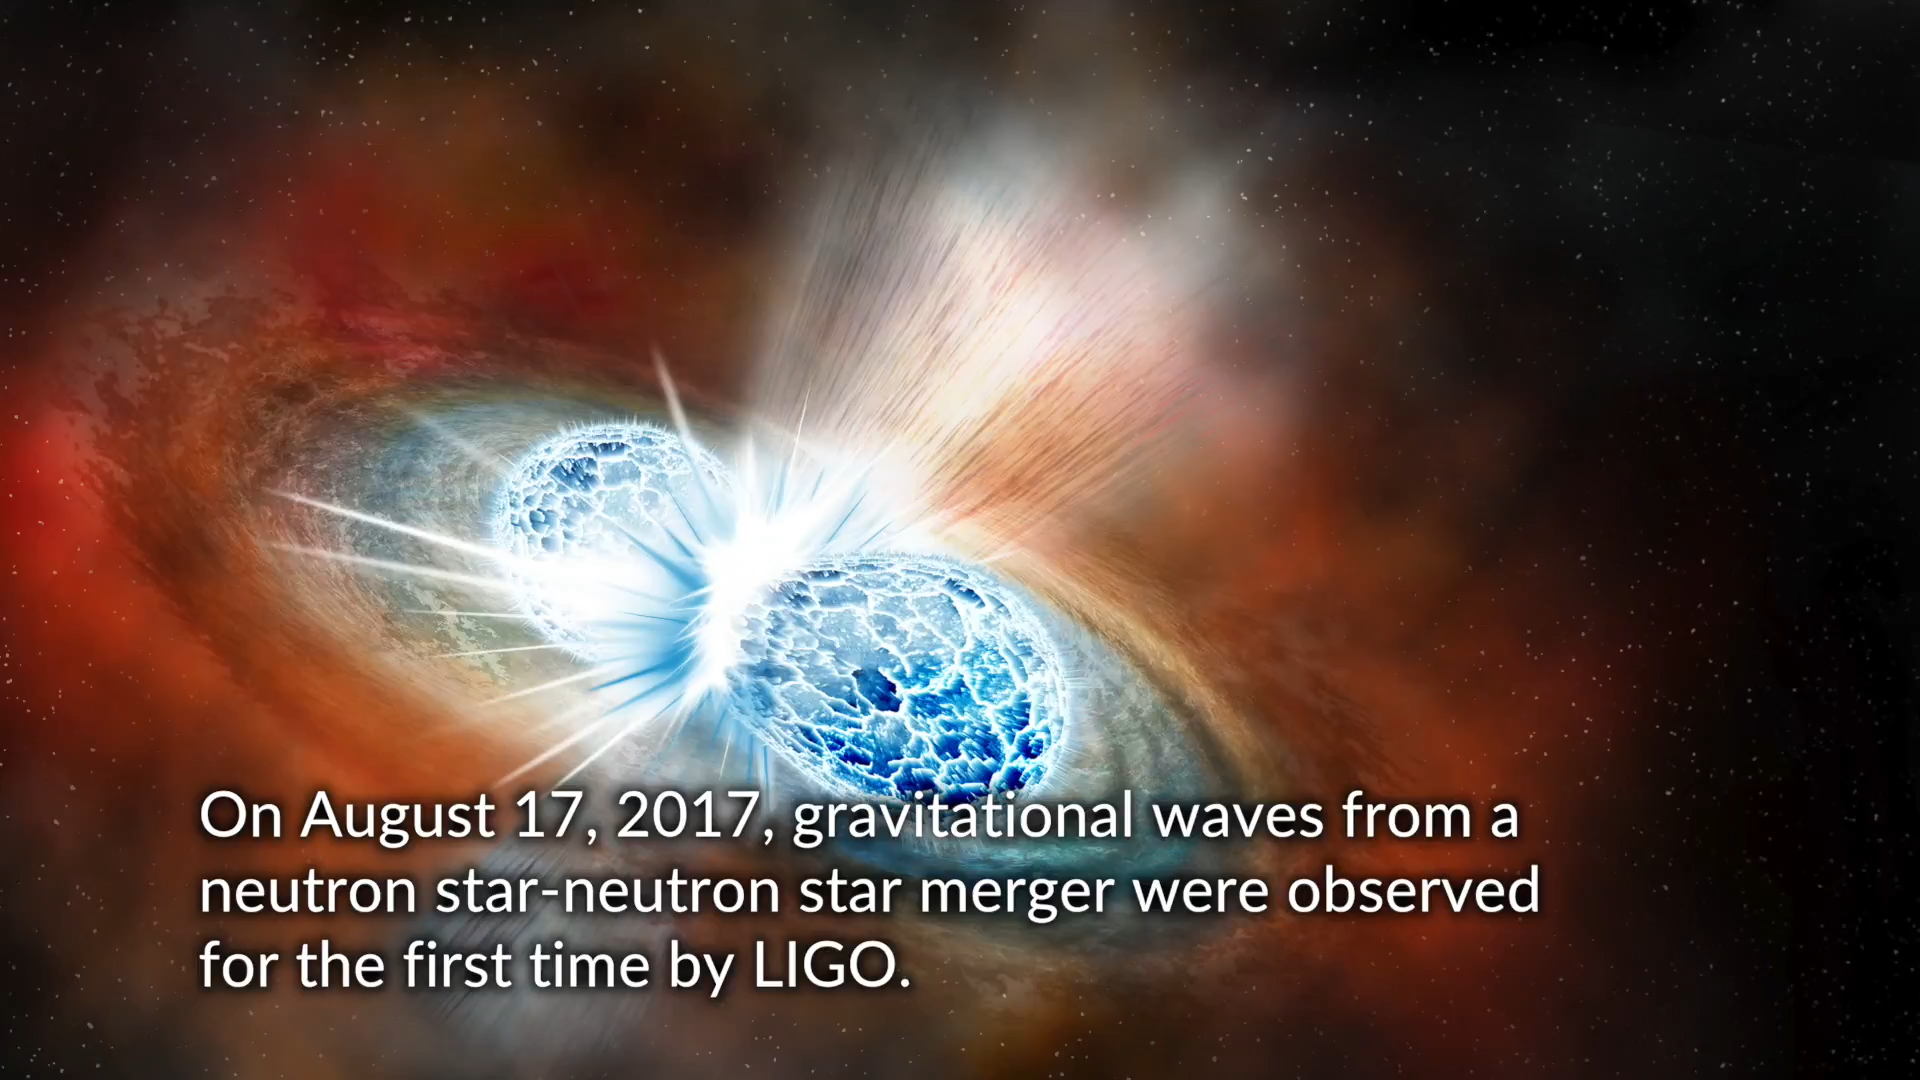 On August 17, 2017, gravitational waves from a
neutron star-neutron star merger were observed
for the first time by LIGO.